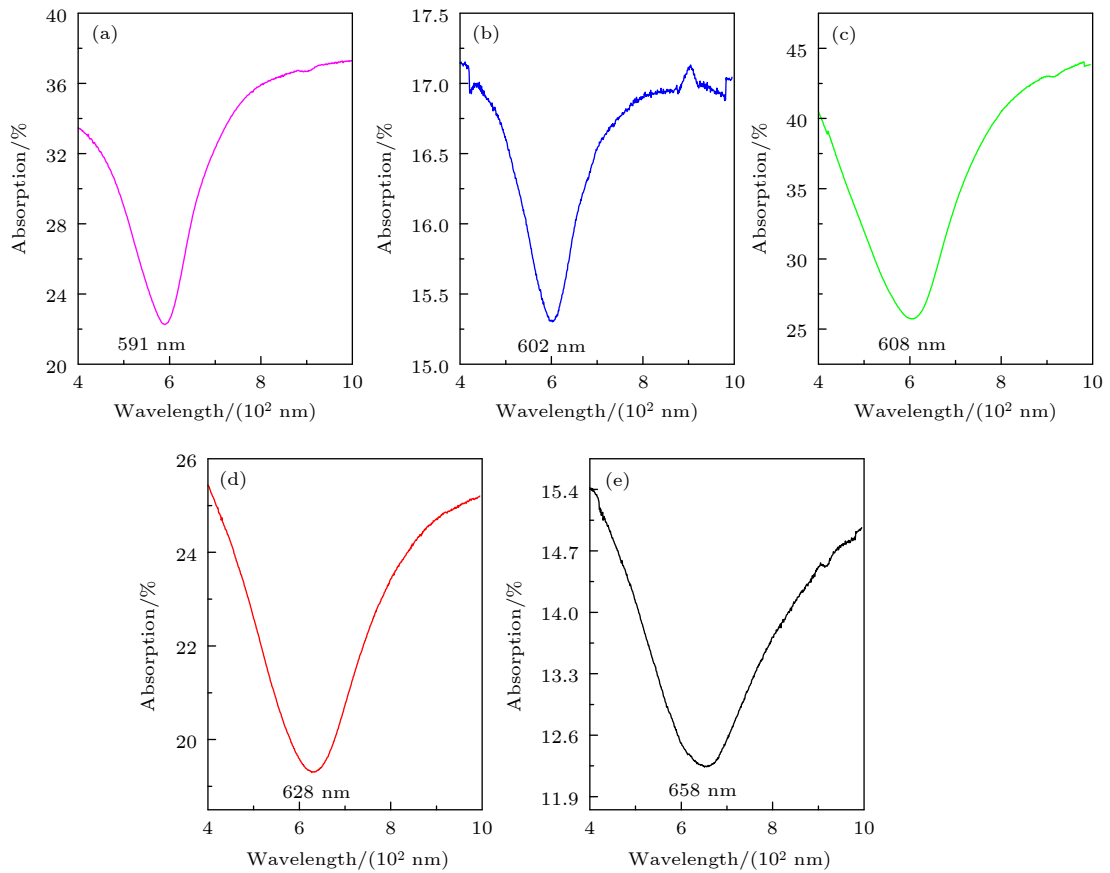 (a)
40
36
32
28
22
20
Absorption/%
591 nm
4
6
8
10
Wavelength/(10² nm)
(b)
17.5
17.0
16.5
16.0
15.5
15.0
Absorption/%
602 nm
4
6
8
10
Wavelength/(10² nm)
(c)
45
40
35
30
25
Absorption/%
608 nm
4
6
8
10
Wavelength/(10² nm)
(d)
26
24
22
20
Absorption/%
628 nm
4
6
8
10
Wavelength/(10² nm)
(e)
15.4
14.7
14.0
13.3
12.6
11.9
Absorption/%
658 nm
4
6
8
10
Wavelength/(10² nm)